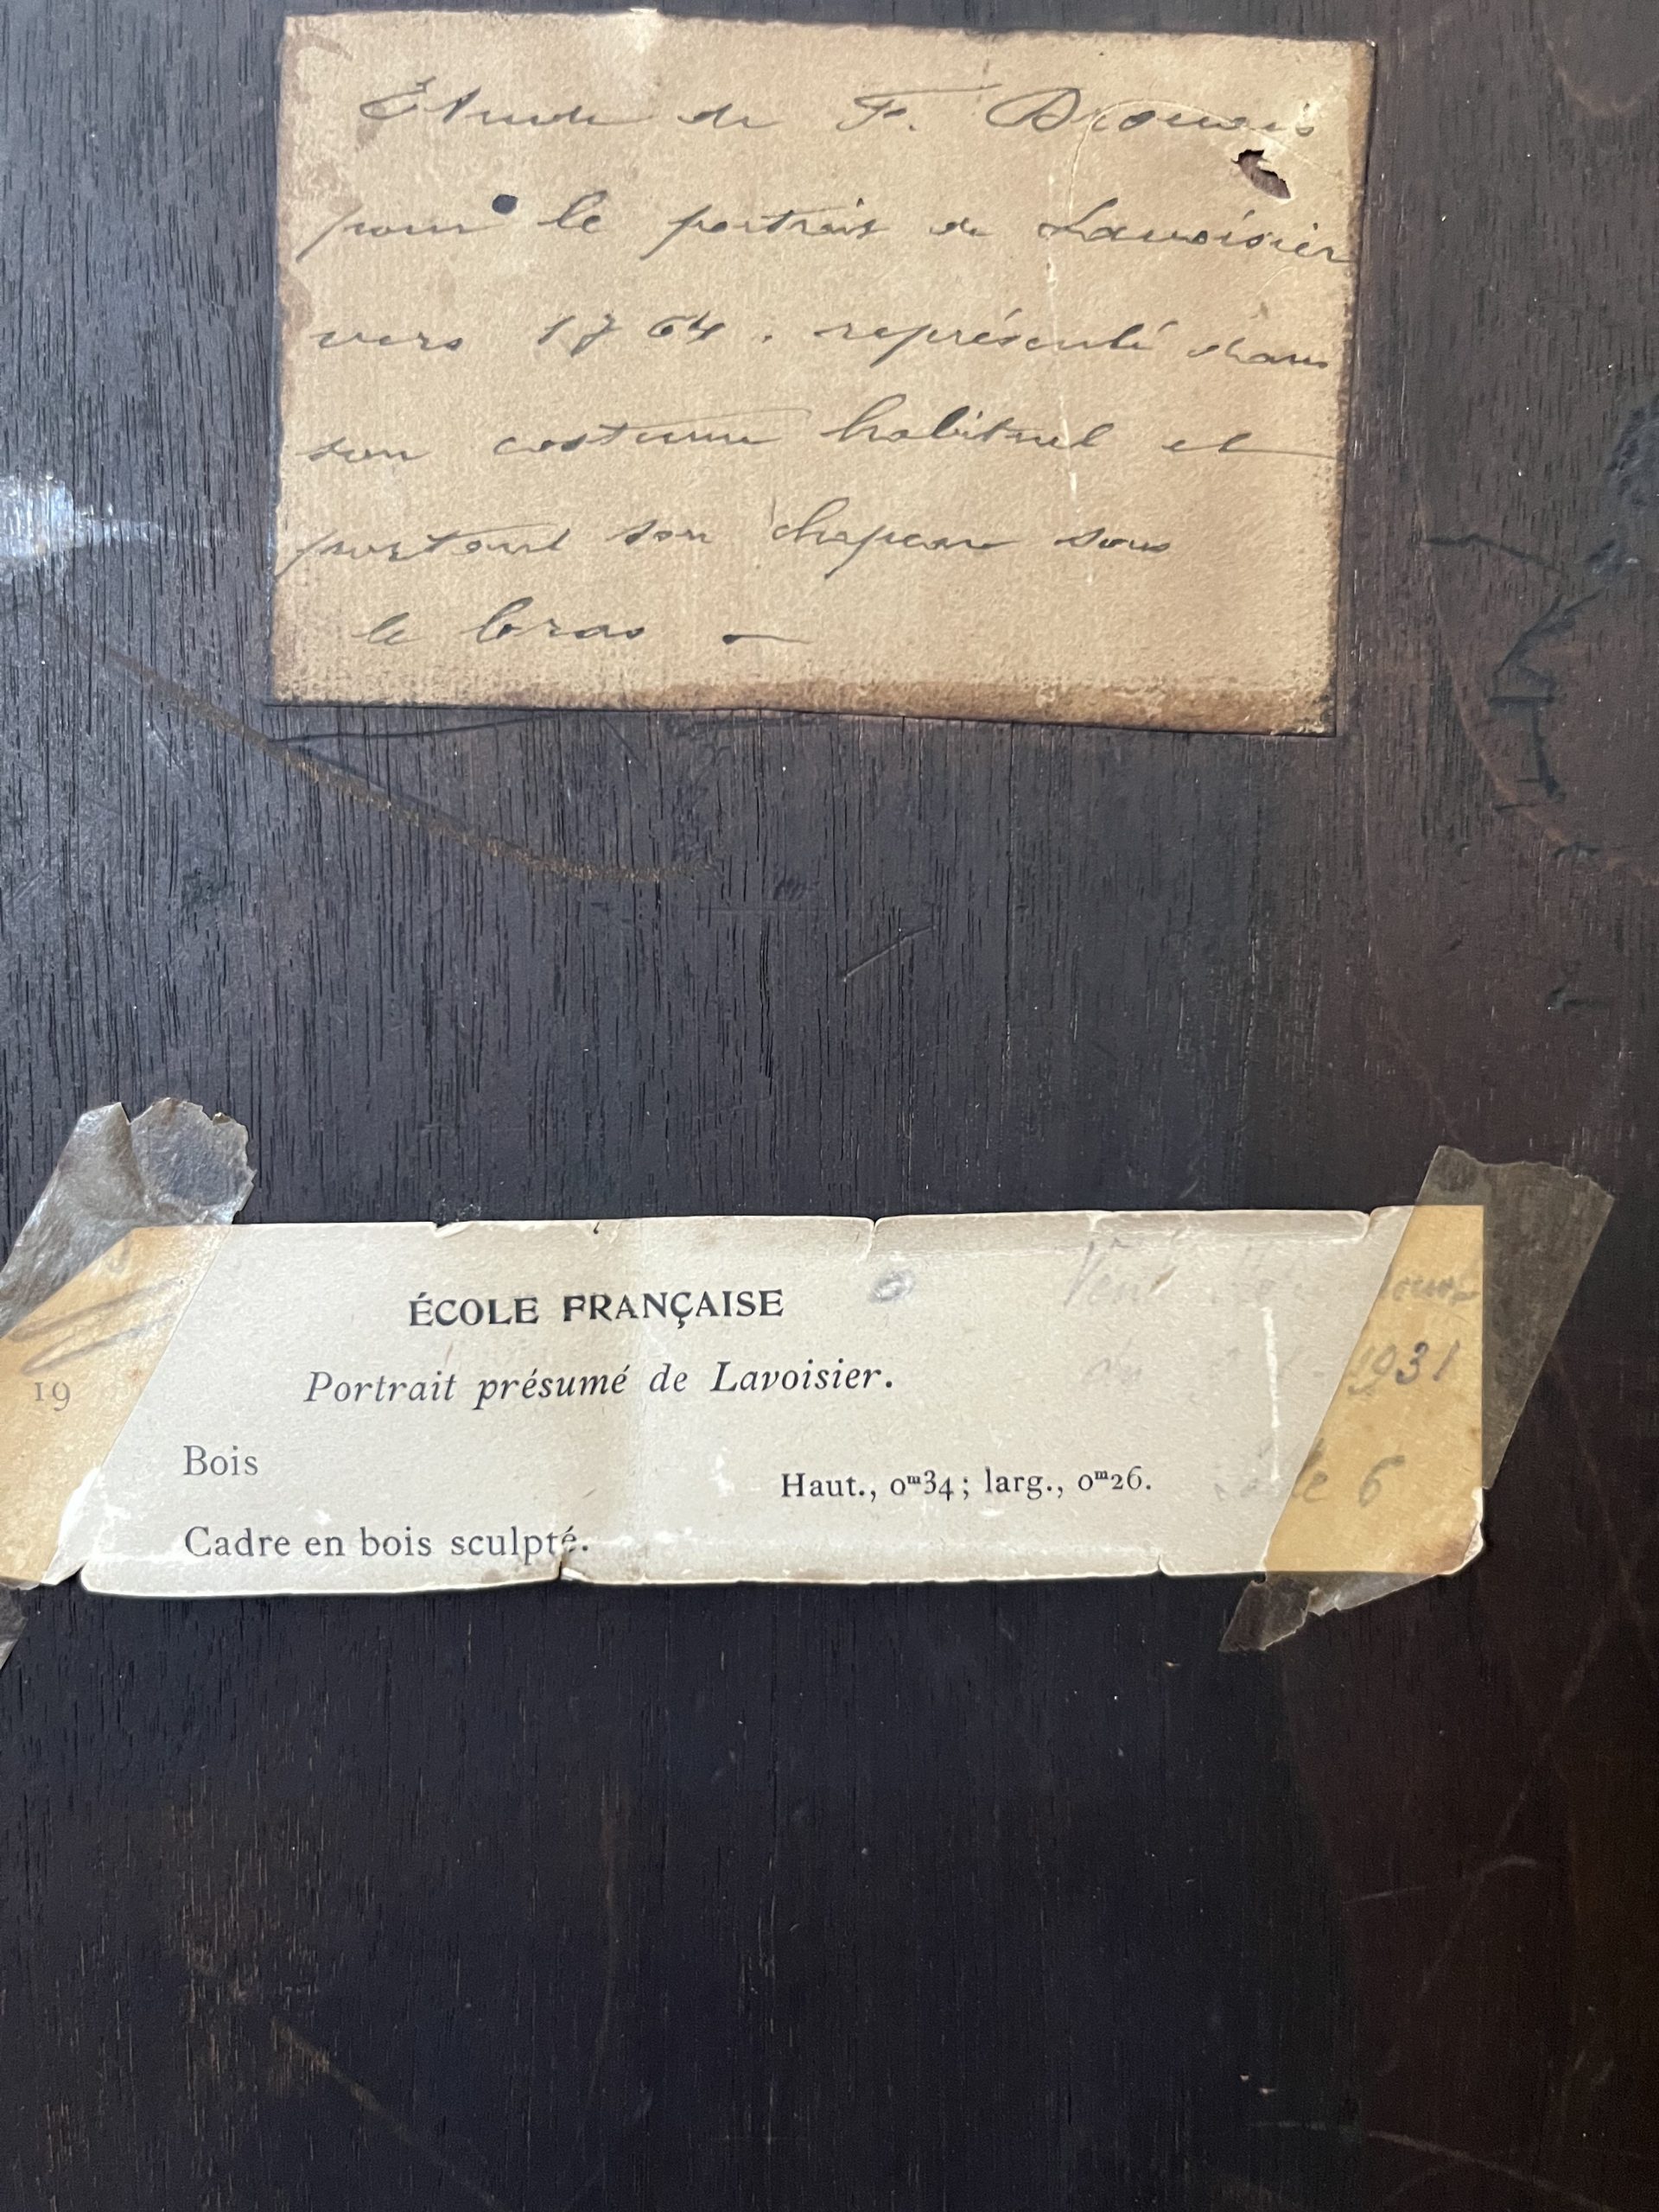 Étude de F. Drouais
pour le portrait de Lavoisier
vers 1764. représenté dans
son costume habituel et
portant son chapeau sous
le bras —
ÉCOLE FRANÇAISE
19
Portrait présumé de Lavoisier.
1931
Bois
Haut., 0ᵐ34; larg., 0ᵐ26.
6
Cadre en bois sculpté.